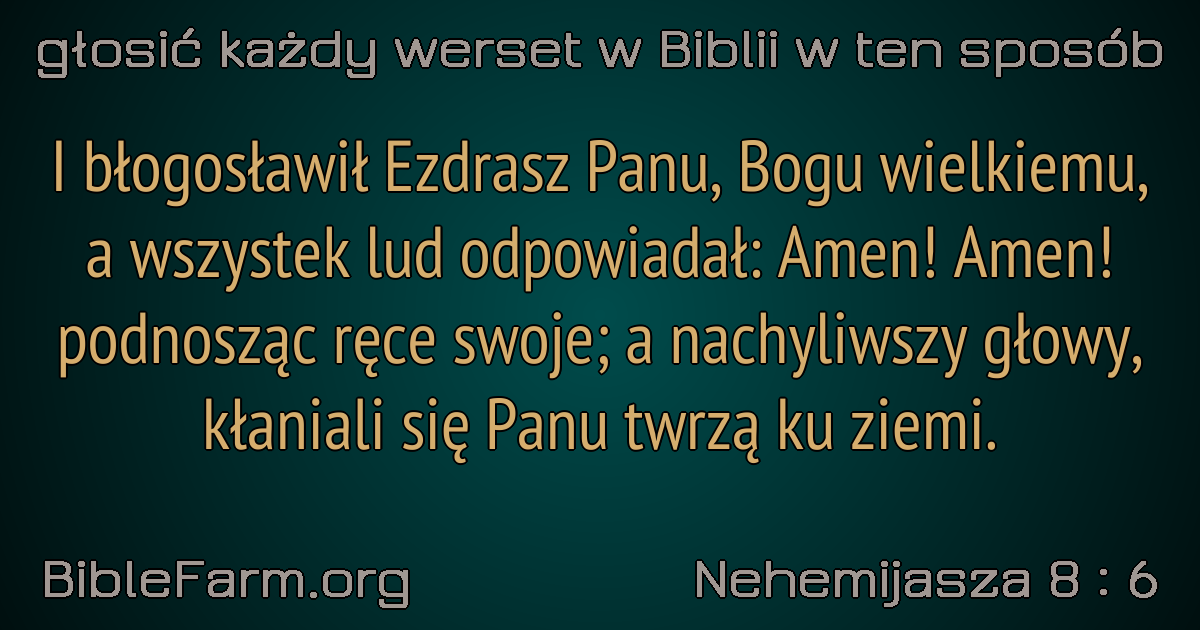 głosić każdy werset w Biblii w ten sposób
I błogosławił Ezdrasz Panu, Bogu wielkiemu,
a wszystek lud odpowiadał: Amen! Amen!
podnosząc ręce swoje; a nachyliwszy głowy,
kłaniali się Panu twrzą ku ziemi.
BibleFarm.org
Nehemijasza 8 : 6